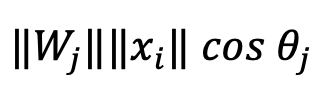 ‖W_j‖‖x_i‖ cos θ_j